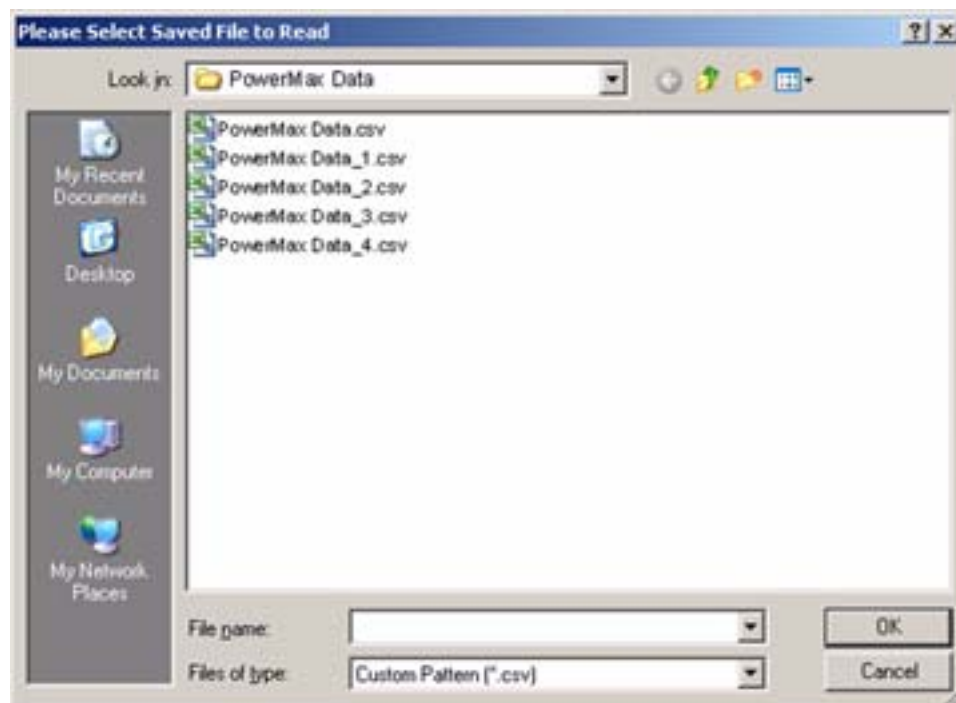 Please Select Saved File to Read
Look in:
PowerMax Data
PowerMax Data.csv
PowerMax Data_1.csv
PowerMax Data_2.csv
PowerMax Data_3.csv
PowerMax Data_4.csv
My Recent
Documents
Desktop
My Documents
My Computer
My Network
Places
File name:
OK
Files of type:
Custom Pattern (*.csv)
Cancel